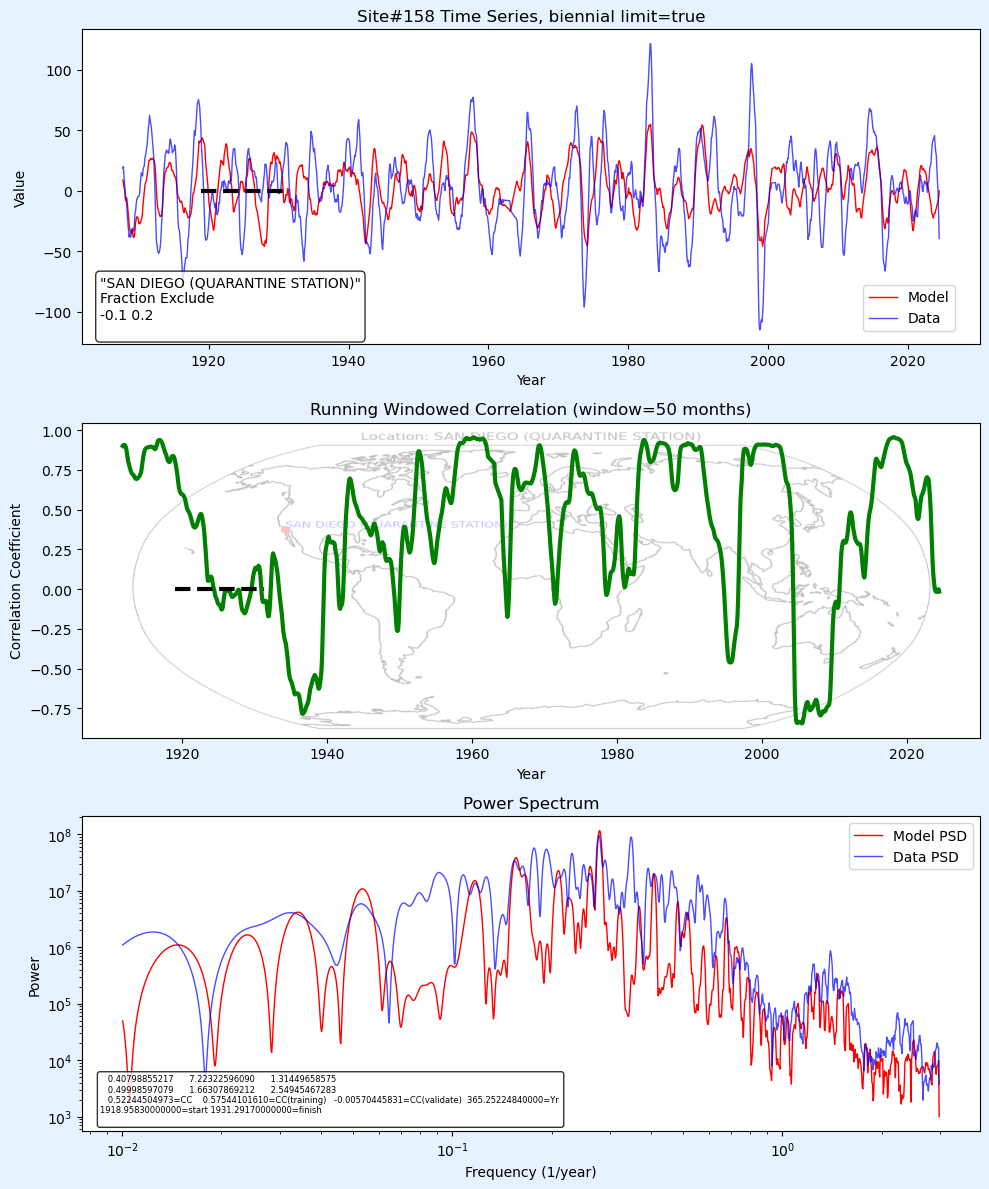 Site#158 Time Series, biennial limit=true
Value
100
50
0
−50
−100
"SAN DIEGO (QUARANTINE STATION)"
Fraction Exclude
-0.1 0.2
Model
Data
1920
1940
1960
1980
2000
2020
Year
Running Windowed Correlation (window=50 months)
Location: SAN DIEGO (QUARANTINE STATION)
SAN DIEGO (QUARANTINE STATION)
Correlation Coefficient
1.00
0.75
0.50
0.25
0.00
−0.25
−0.50
−0.75
1920
1940
1960
1980
2000
2020
Year
Power Spectrum
Model PSD
Data PSD
Power
10⁸
10⁷
10⁶
10⁵
10⁴
10³
0.40798855217 7.22322596090 1.31449658575
0.49998597079 1.66307869212 2.54945467283
0.52244504973=CC 0.57544101610=CC(training) -0.00570445831=CC(validate) 365.25224840000=Yr
1918.95830000000=start 1931.29170000000=finish
10⁻²
10⁻¹
10⁰
Frequency (1/year)